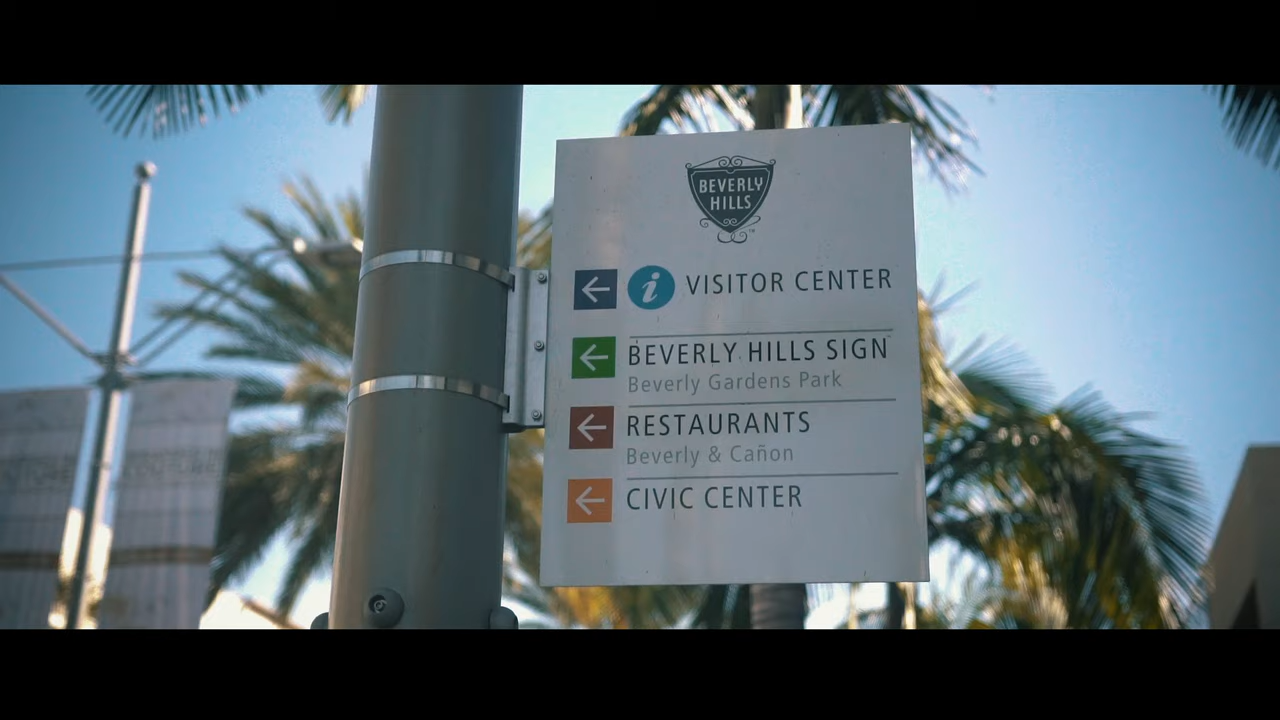 BEVERLY
HILLS
i VISITOR CENTER
BEVERLY HILLS SIGN
Beverly Gardens Park
RESTAURANTS
Beverly & Cañon
CIVIC CENTER